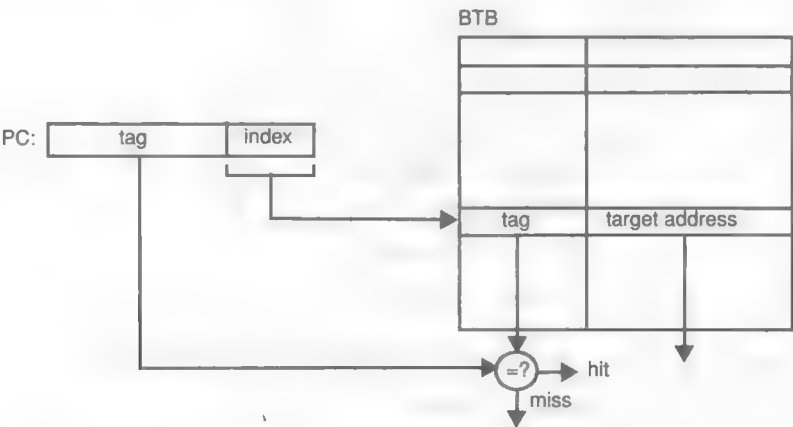 BTB
PC: tag index
tag target address
=? hit
miss